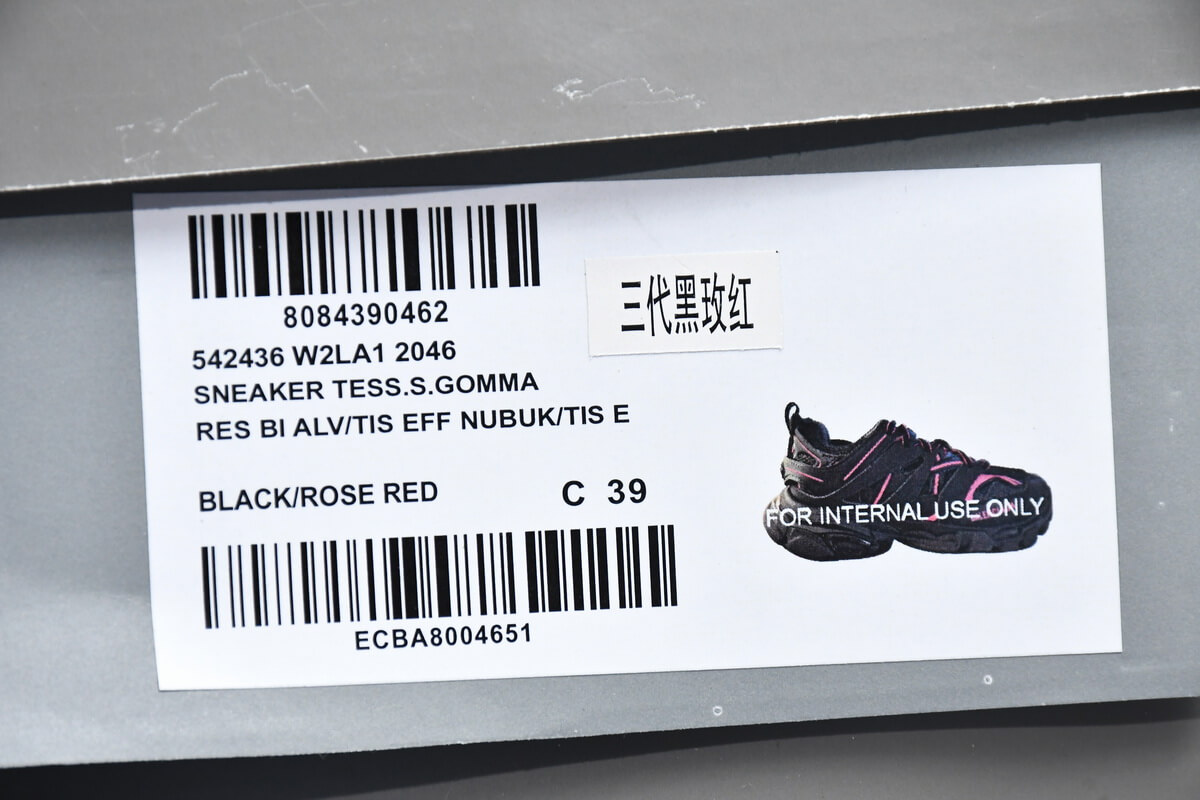 8084390462
542436 W2LA1 2046
SNEAKER TESS.S.GOMMA
RES BI ALV/TIS EFF NUBUK/TIS E
BLACK/ROSE RED C 39
ECBA8004651
三代黑玫红
FOR INTERNAL USE ONLY